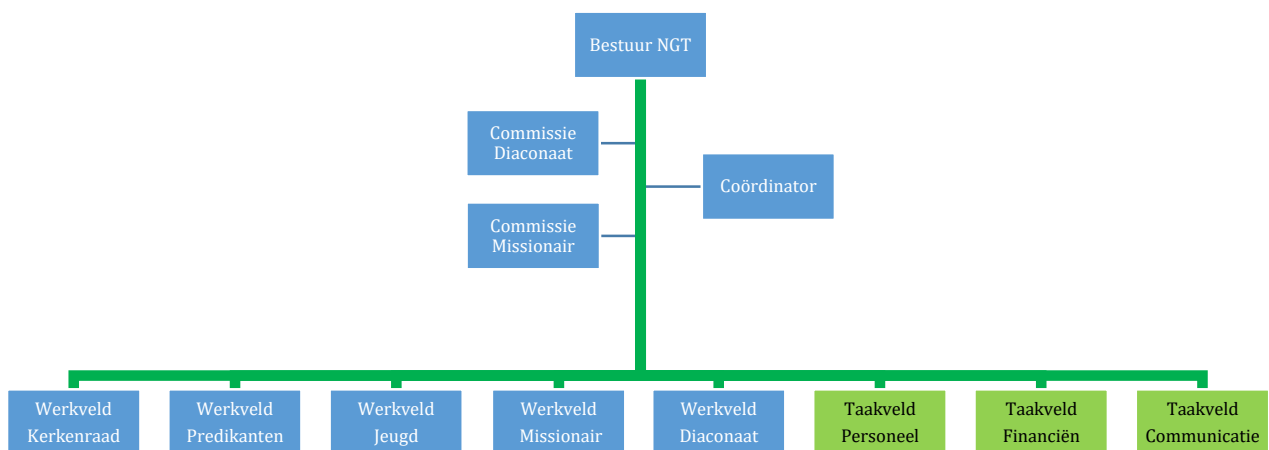 Bestuur NGT
Commissie
Diaconaat
Coördinator
Commissie
Missionair
Werkveld
Kerkenraad
Werkveld
Predikanten
Werkveld
Jeugd
Werkveld
Missionair
Werkveld
Diaconaat
Taakveld
Personeel
Taakveld
Financiën
Taakveld
Communicatie